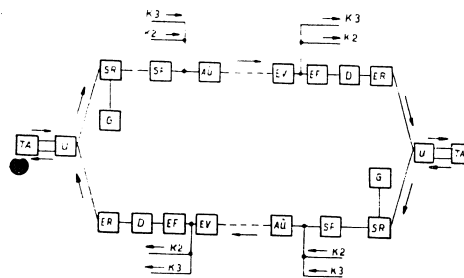 K3 K3
K2 K2
SR SF AÜ EV EF D ER
G
TA Ü Ü TA
G
ER D EF EV AÜ SF SR
K2 K2
K3 K3